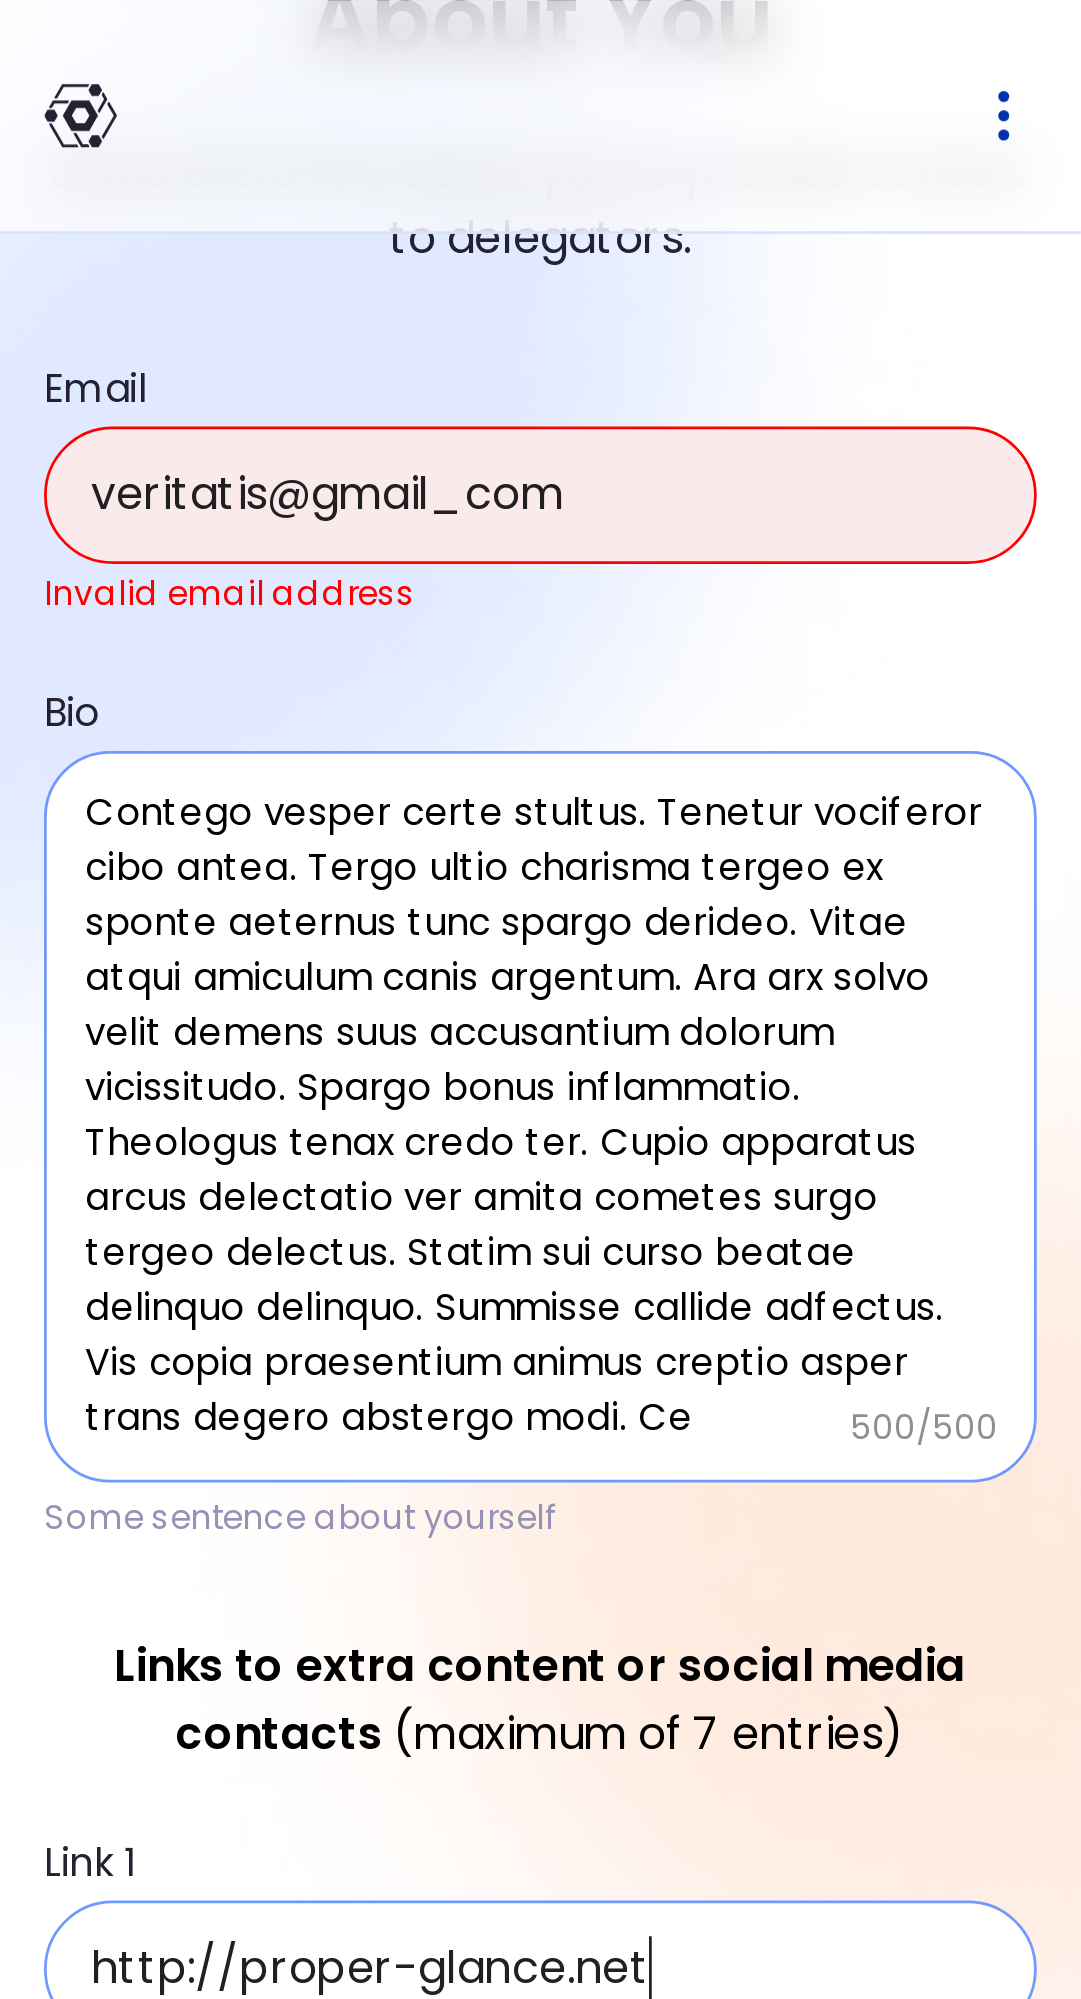 About You
to delegators.
Email
veritatis@gmail_com
Invalid email address
Bio
Contego vesper certe stultus. Tenetur vociferor
cibo antea. Tergo ultio charisma tergeo ex
sponte aeternus tunc spargo derideo. Vitae
atqui amiculum canis argentum. Ara arx solvo
velit demens suus accusantium dolorum
vicissitudo. Spargo bonus inflammatio.
Theologus tenax credo ter. Cupio apparatus
arcus delectatio ver amita cometes surgo
tergeo delectus. Statim sui curso beatae
delinquo delinquo. Summisse callide adfectus.
Vis copia praesentium animus creptio asper
trans degero abstergo modi. Ce
500/500
Some sentence about yourself
Links to extra content or social media
contacts (maximum of 7 entries)
Link 1
http://proper-glance.net